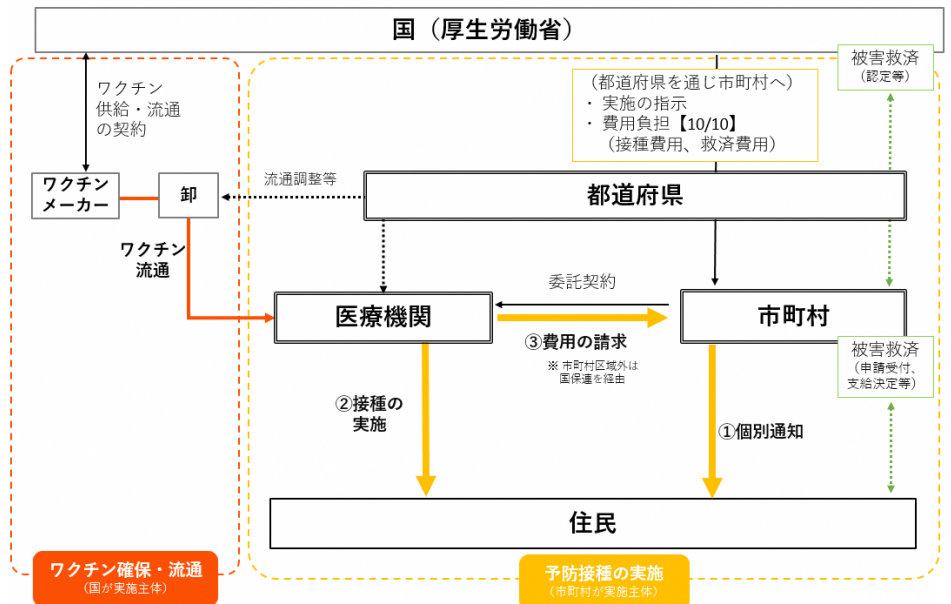 国（厚生労働省）
ワクチン
供給・流通
の契約
（都道府県を通じ市町村へ）
・ 実施の指示
・ 費用負担【10/10】
（接種費用、救済費用）
被害救済
（認定等）
ワクチン
メーカー
卸
流通調整等
都道府県
ワクチン
流通
医療機関
委託契約
市町村
③費用の請求
※ 市町村区域外は
国保連を経由
被害救済
（申請受付、
支給決定等）
②接種の
実施
①個別通知
住民
ワクチン確保・流通
（国が実施主体）
予防接種の実施
（市町村が実施主体）